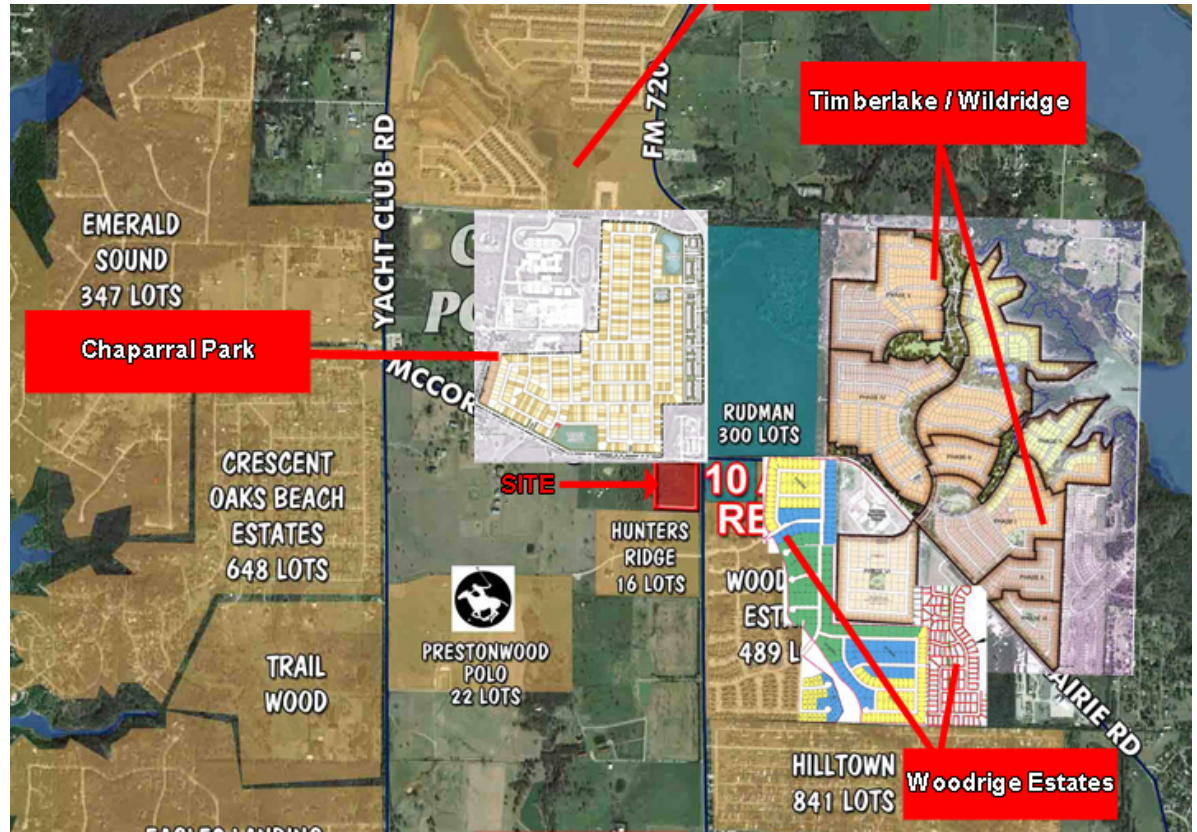 FM 720
Timberlake / Wildridge
YACHT CLUB RD
EMERALD
SOUND
347 LOTS
Chaparral Park
MCCOR
RUDMAN
300 LOTS
SITE
10
RE
CRESCENT
OAKS BEACH
ESTATES
648 LOTS
HUNTERS
RIDGE
16 LOTS
WOOD
ESTA
489 L
PRESTONWOOD
POLO
22 LOTS
TRAIL
WOOD
AIRIE RD
HILLTOWN
841 LOTS
Woodrige Estates
EAGLES LANDING